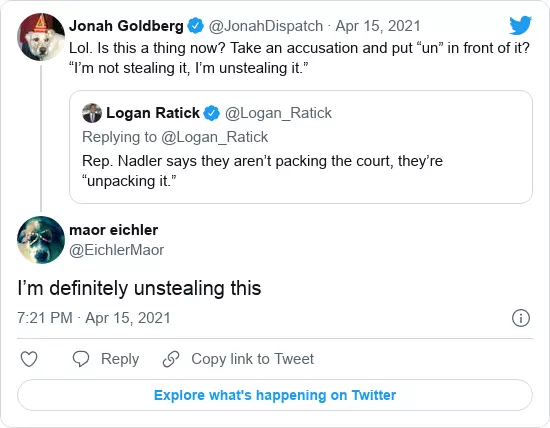 Jonah Goldberg @JonahDispatch · Apr 15, 2021
Lol. Is this a thing now? Take an accusation and put “un” in front of it?
“I’m not stealing it, I’m unstealing it.”
Logan Ratick @Logan_Ratick
Replying to @Logan_Ratick
Rep. Nadler says they aren’t packing the court, they’re
“unpacking it.”
maor eichler
@EichlerMaor
I’m definitely unstealing this
7:21 PM · Apr 15, 2021
Reply
Copy link to Tweet
Explore what's happening on Twitter